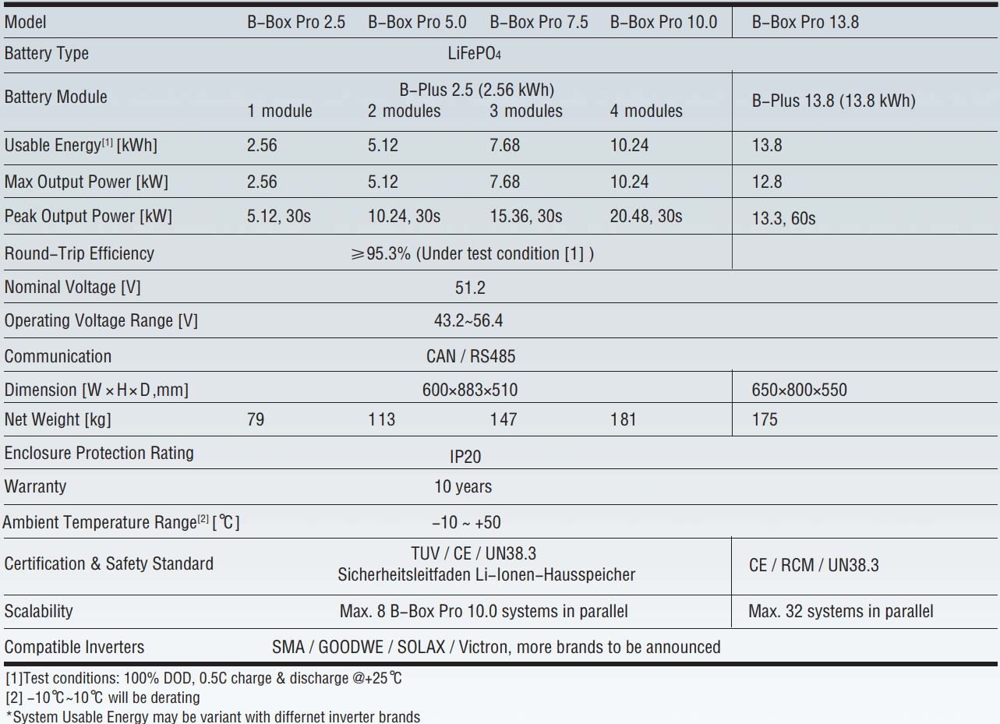 Model B-Box Pro 2.5 B-Box Pro 5.0 B-Box Pro 7.5 B-Box Pro 10.0 B-Box Pro 13.8
Battery Type LiFePO₄
Battery Module B-Plus 2.5 (2.56 kWh) B-Plus 13.8 (13.8 kWh)
1 module 2 modules 3 modules 4 modules
Usable Energy[1] [kWh] 2.56 5.12 7.68 10.24 13.8
Max Output Power [kW] 2.56 5.12 7.68 10.24 12.8
Peak Output Power [kW] 5.12, 30s 10.24, 30s 15.36, 30s 20.48, 30s 13.3, 60s
Round-Trip Efficiency ⩾95.3% (Under test condition [1] )
Nominal Voltage [V] 51.2
Operating Voltage Range [V] 43.2~56.4
Communication CAN / RS485
Dimension [W×H×D,mm] 600×883×510 650×800×550
Net Weight [kg] 79 113 147 181 175
Enclosure Protection Rating IP20
Warranty 10 years
Ambient Temperature Range[2] [℃] -10 ~ +50
Certification & Safety Standard TUV / CE / UN38.3 CE / RCM / UN38.3
Sicherheitsleitfaden Li-Ionen-Hausspeicher
Scalability Max. 8 B-Box Pro 10.0 systems in parallel Max. 32 systems in parallel
Compatible Inverters SMA / GOODWE / SOLAX / Victron, more brands to be announced
[1]Test conditions: 100% DOD, 0.5C charge & discharge @+25℃
[2] -10℃~10℃ will be derating
*System Usable Energy may be variant with differnet inverter brands